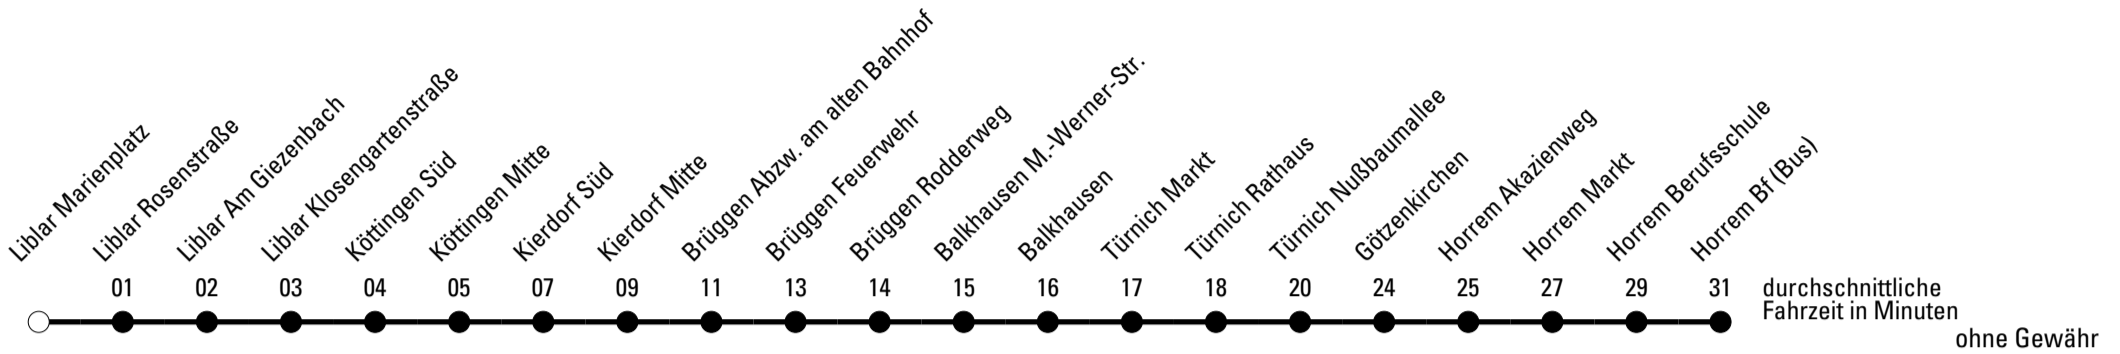 Liblar Marienplatz
Liblar Rosenstraße
Liblar Am Giezenbach
Liblar Klosengartenstraße
Köttingen Süd
Köttingen Mitte
Kierdorf Süd
Kierdorf Mitte
Brüggen Abzw. am alten Bahnhof
Brüggen Feuerwehr
Brüggen Rodderweg
Balkhausen M.-Werner-Str.
Balkhausen
Türnich Markt
Türnich Rathaus
Türnich Nußbaumallee
Götzenkirchen
Horrem Akazienweg
Horrem Markt
Horrem Berufsschule
Horrem Bf (Bus)
01 02 03 04 05 07 09 11 13 14 15 16 17 18 20 24 25 27 29 31
durchschnittliche
Fahrzeit in Minuten
ohne Gewähr